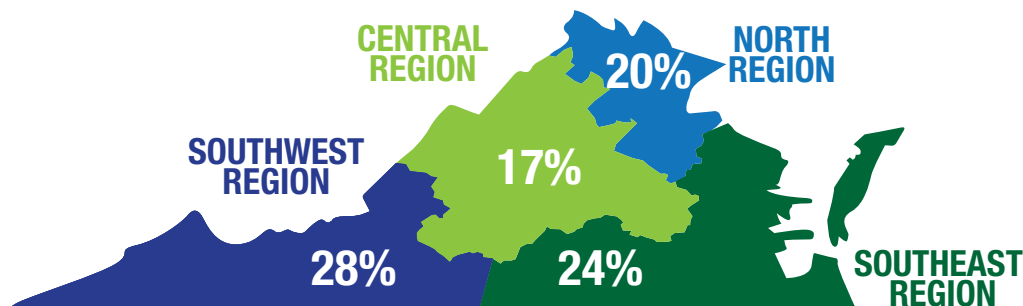 CENTRAL
REGION
NORTH
REGION
20%
SOUTHWEST
REGION
17%
28%
24%
SOUTHEAST
REGION